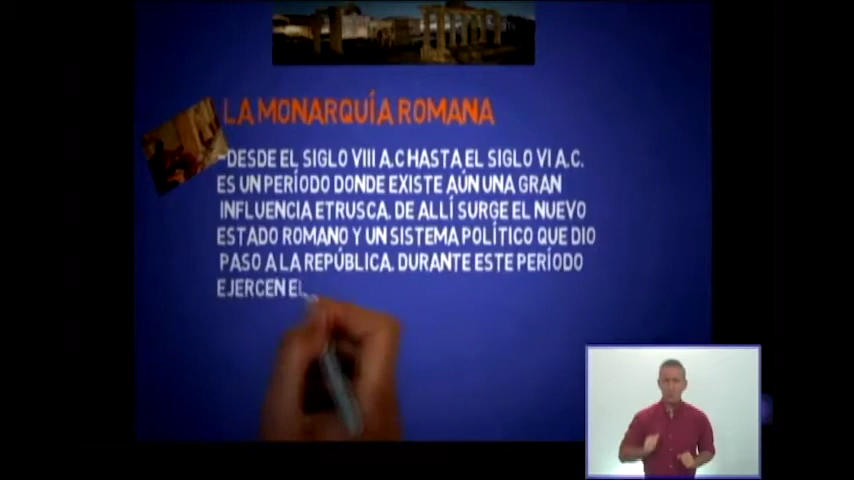 LA MONARQUÍA ROMANA
-DESDE EL SIGLO VIII A.C HASTA EL SIGLO VI A.C.
ES UN PERÍODO DONDE EXISTE AÚN UNA GRAN
INFLUENCIA ETRUSCA. DE ALLÍ SURGE EL NUEVO
ESTADO ROMANO Y UN SISTEMA POLÍTICO QUE DIO
PASO A LA REPÚBLICA. DURANTE ESTE PERÍODO
EJERCEN EL